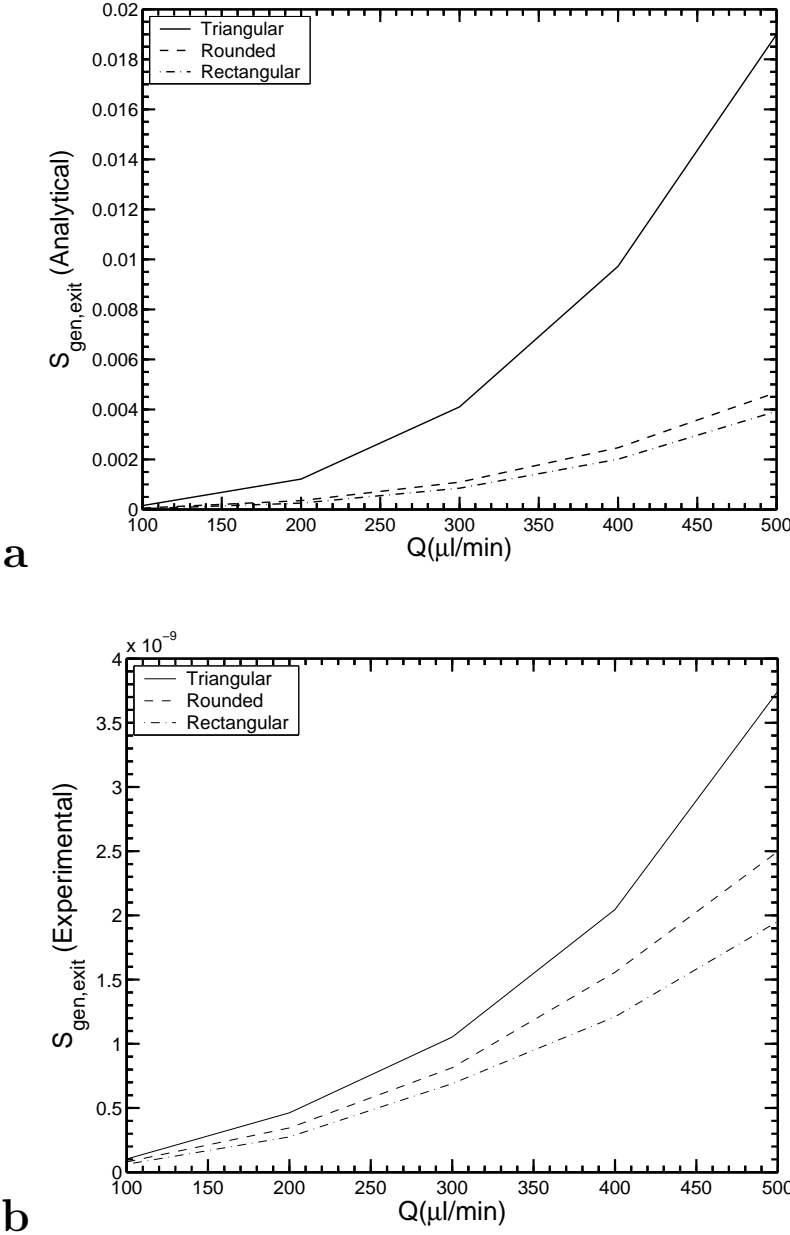 0.02
Triangular
Rounded
Rectangular
0.018
0.016
0.014
0.012
0.01
0.008
0.006
0.004
0.002
0
S gen,exit (Analytical)
100 150 200 250 300 350 400 450 500
Q(μl/min)
a
x 10⁻⁹
4
Triangular
Rounded
Rectangular
3.5
3
2.5
2
1.5
1
0.5
0
S gen,exit (Experimental)
100 150 200 250 300 350 400 450 500
Q(μl/min)
b